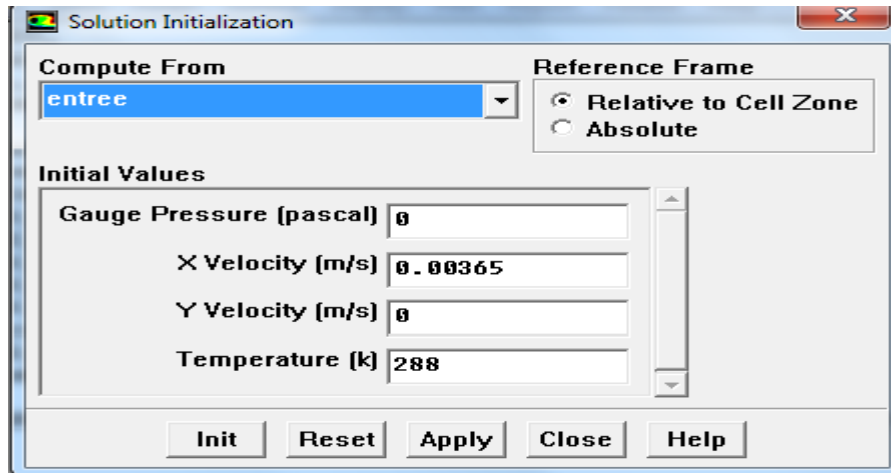 Solution Initialization
Compute From
entree
Reference Frame
Relative to Cell Zone
Absolute
Initial Values
Gauge Pressure (pascal) 0
X Velocity (m/s) 0.00365
Y Velocity (m/s) 0
Temperature (k) 288
Init Reset Apply Close Help